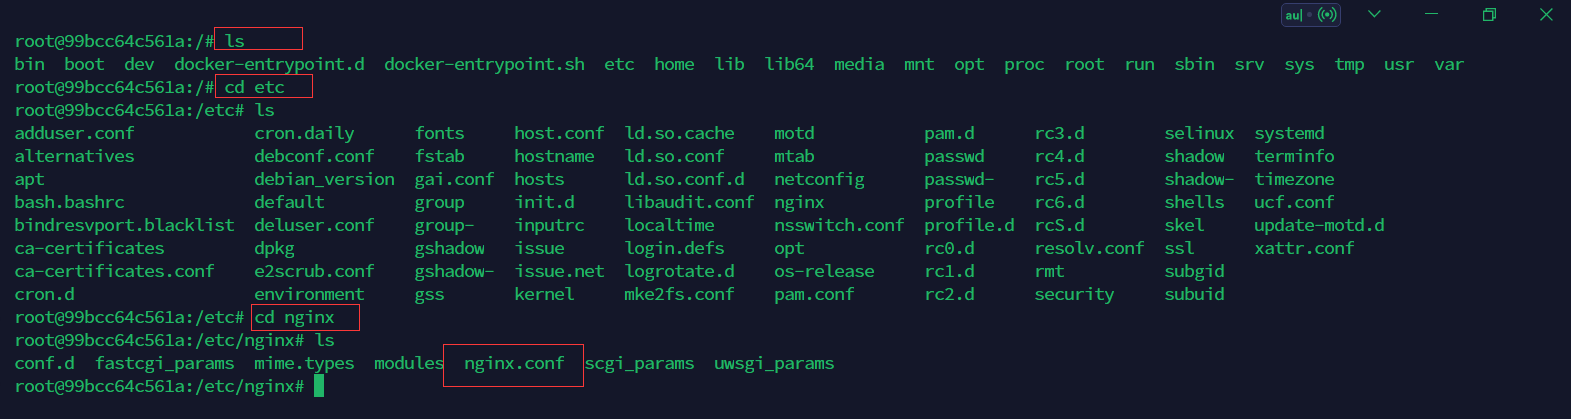 au|
root@99bcc64c561a:/# ls
bin boot dev docker-entrypoint.d docker-entrypoint.sh etc home lib lib64 media mnt opt proc root run sbin srv sys tmp usr var
root@99bcc64c561a:/# cd etc
root@99bcc64c561a:/etc# ls
adduser.conf cron.daily fonts host.conf ld.so.cache motd pam.d rc3.d selinux systemd
alternatives debconf.conf fstab hostname ld.so.conf mtab passwd rc4.d shadow terminfo
apt debian_version gai.conf hosts ld.so.conf.d netconfig passwd- rc5.d shadow- timezone
bash.bashrc default group init.d libaudit.conf nginx profile rc6.d shells ucf.conf
bindresvport.blacklist deluser.conf group- inputrc localtime nsswitch.conf profile.d rcS.d skel update-motd.d
ca-certificates dpkg gshadow issue login.defs opt rc0.d resolv.conf ssl xattr.conf
ca-certificates.conf e2scrub.conf gshadow- issue.net logrotate.d os-release rc1.d rmt subgid
cron.d environment gss kernel mke2fs.conf pam.conf rc2.d security subuid
root@99bcc64c561a:/etc# cd nginx
root@99bcc64c561a:/etc/nginx# ls
conf.d fastcgi_params mime.types modules nginx.conf scgi_params uwsgi_params
root@99bcc64c561a:/etc/nginx#